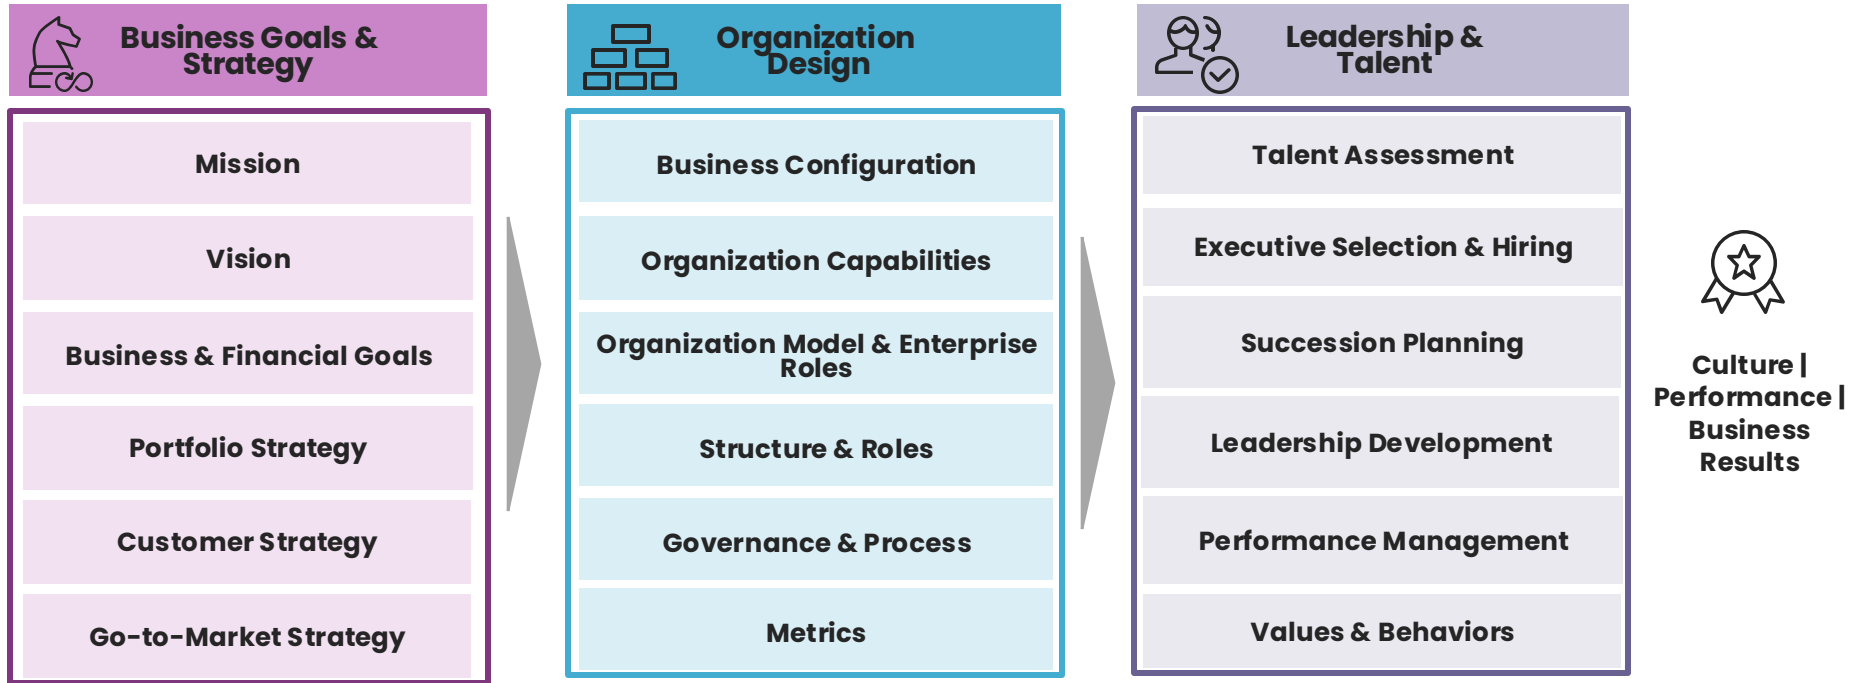 Business Goals &
Strategy
Mission
Vision
Business & Financial Goals
Portfolio Strategy
Customer Strategy
Go-to-Market Strategy
Organization
Design
Business Configuration
Organization Capabilities
Organization Model & Enterprise
Roles
Structure & Roles
Governance & Process
Metrics
Leadership &
Talent
Talent Assessment
Executive Selection & Hiring
Succession Planning
Leadership Development
Performance Management
Values & Behaviors
Culture |
Performance |
Business
Results